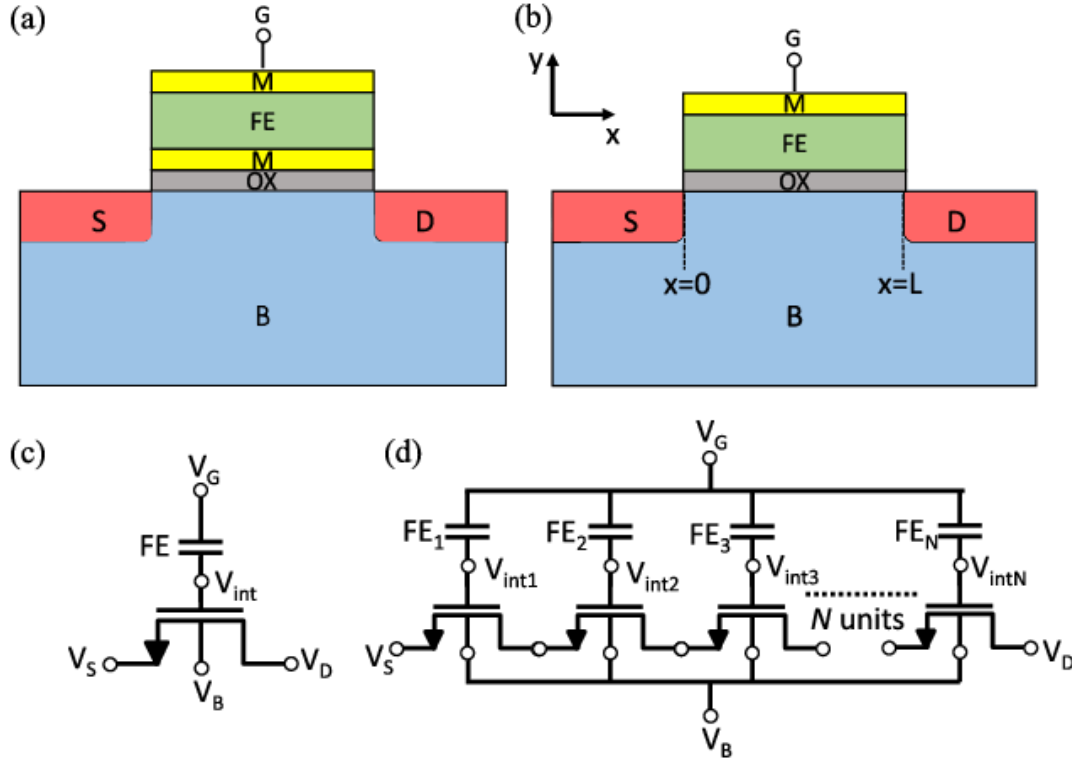 (a)
G
M
FE
M
OX
S
D
B
(b)
y
x
G
M
FE
OX
S
D
x=0
x=L
B
(c)
V_G
FE
V_int
V_S
V_D
V_B
(d)
V_G
FE_1
FE_2
FE_3
FE_N
V_int1
V_int2
V_int3
V_intN
N units
V_S
V_D
V_B